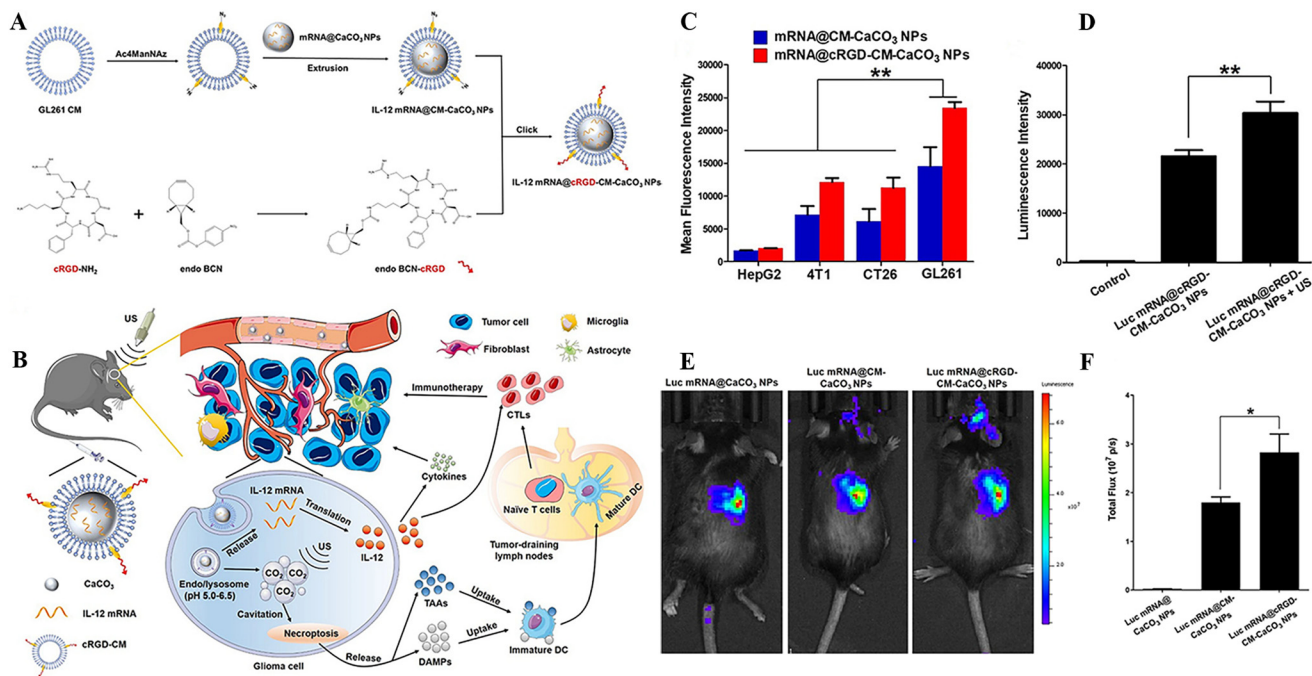 A
GL261 CM
Ac4ManNAz
N₃
mRNA@CaCO₃ NPs
Extrusion
IL-12 mRNA@CM-CaCO₃ NPs
Click
IL-12 mRNA@cRGD-CM-CaCO₃ NPs
cRGD-NH₂
+
endo BCN
endo BCN-cRGD
B
US
Tumor cell
Microglia
Fibroblast
Astrocyte
Immunotherapy
CTLs
Cytokines
Naïve T cells
Mature DC
Tumor-draining
lymph nodes
IL-12 mRNA
Translation
Release
IL-12
US
CO₂
CO₂
CO₂
Endo/lysosome
(pH 5.0-6.5)
Cavitation
Necroptosis
Glioma cell
Release
TAAs
Uptake
DAMPs
Uptake
Immature DC
CaCO₃
IL-12 mRNA
cRGD-CM
C
mRNA@CM-CaCO₃ NPs
mRNA@cRGD-CM-CaCO₃ NPs
Mean Fluorescence Intensity
30000
25000
20000
15000
10000
5000
0
**
HepG2
4T1
CT26
GL261
D
Luminescence Intensity
40000
30000
20000
10000
0
**
Control
Luc mRNA@cRGD-
CM-CaCO₃ NPs
Luc mRNA@cRGD-
CM-CaCO₃ NPs + US
E
Luc mRNA@CaCO₃ NPs
Luc mRNA@CM-
CaCO₃ NPs
Luc mRNA@cRGD-
CM-CaCO₃ NPs
Luminescence
6.0
4.0
x10⁷
2.0
F
Total Flux (10⁷ p/s)
4
3
2
1
0
*
Luc mRNA@
CaCO₃ NPs
Luc mRNA@CM-
CaCO₃ NPs
Luc mRNA@cRGD-
CM-CaCO₃ NPs